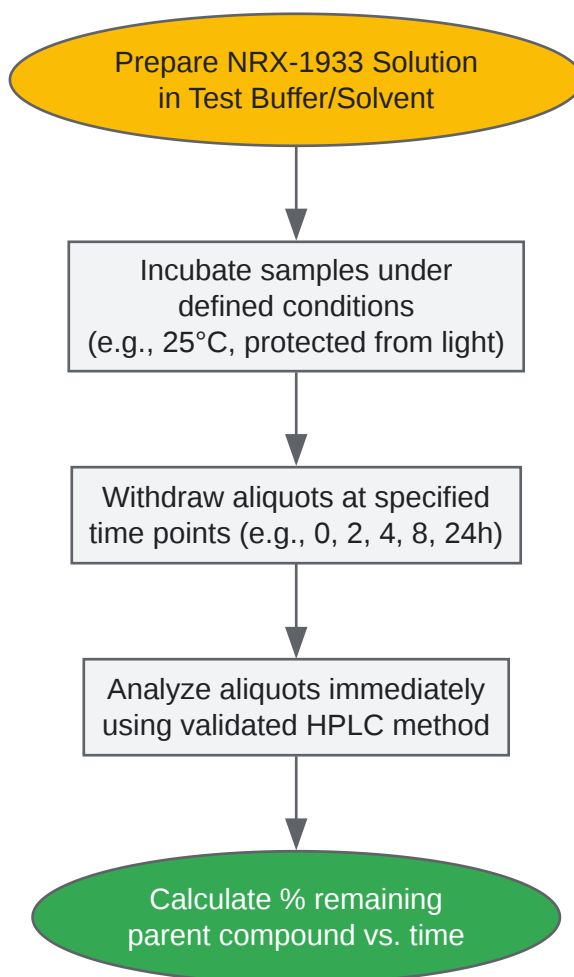 Prepare NRX-1933 Solution
in Test Buffer/Solvent
Incubate samples under
defined conditions
(e.g., 25°C, protected from light)
Withdraw aliquots at specified
time points (e.g., 0, 2, 4, 8, 24h)
Analyze aliquots immediately
using validated HPLC method
Calculate % remaining
parent compound vs. time